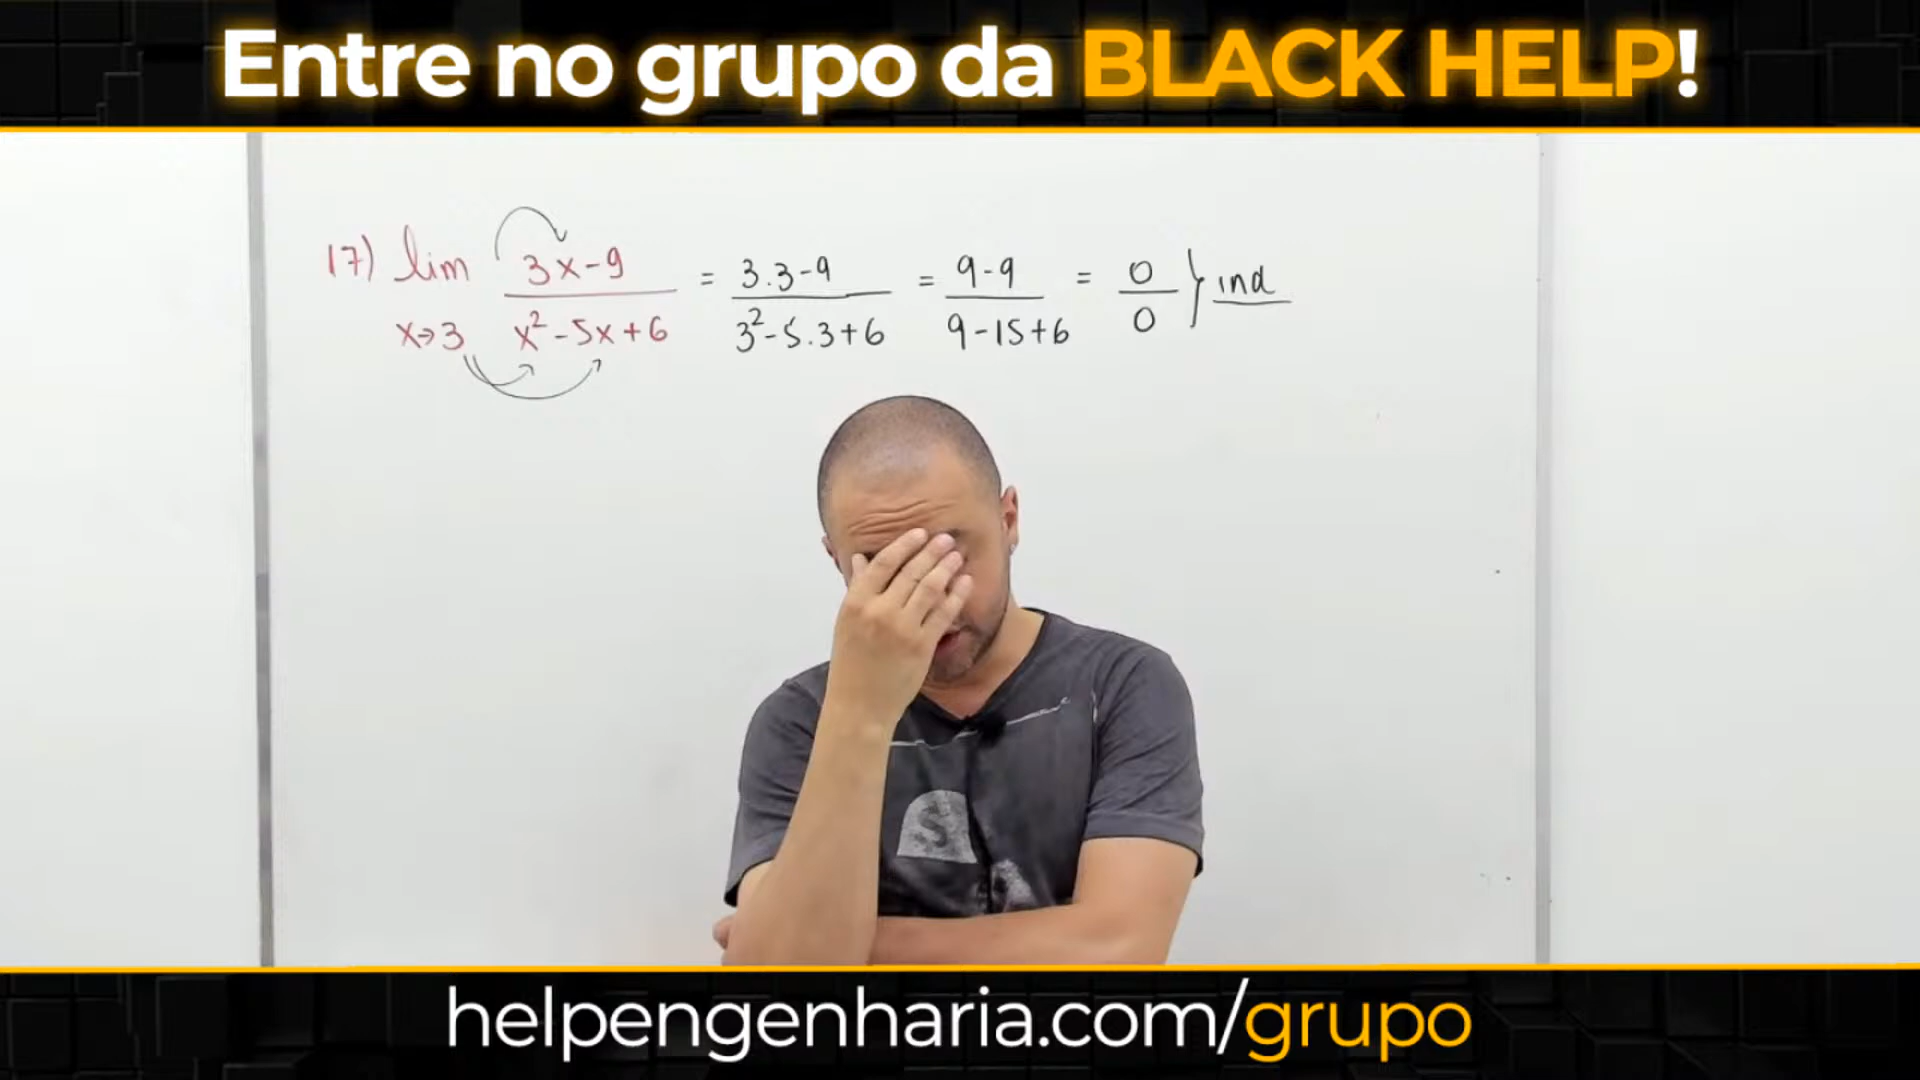 Entre no grupo da BLACK HELP!
17) lim 3x-9 / x²-5x+6 = 3.3-9 / 3²-5.3+6 = 9-9 / 9-15+6 = 0 / 0 } ind
x→3
S
helpengenharia.com/grupo